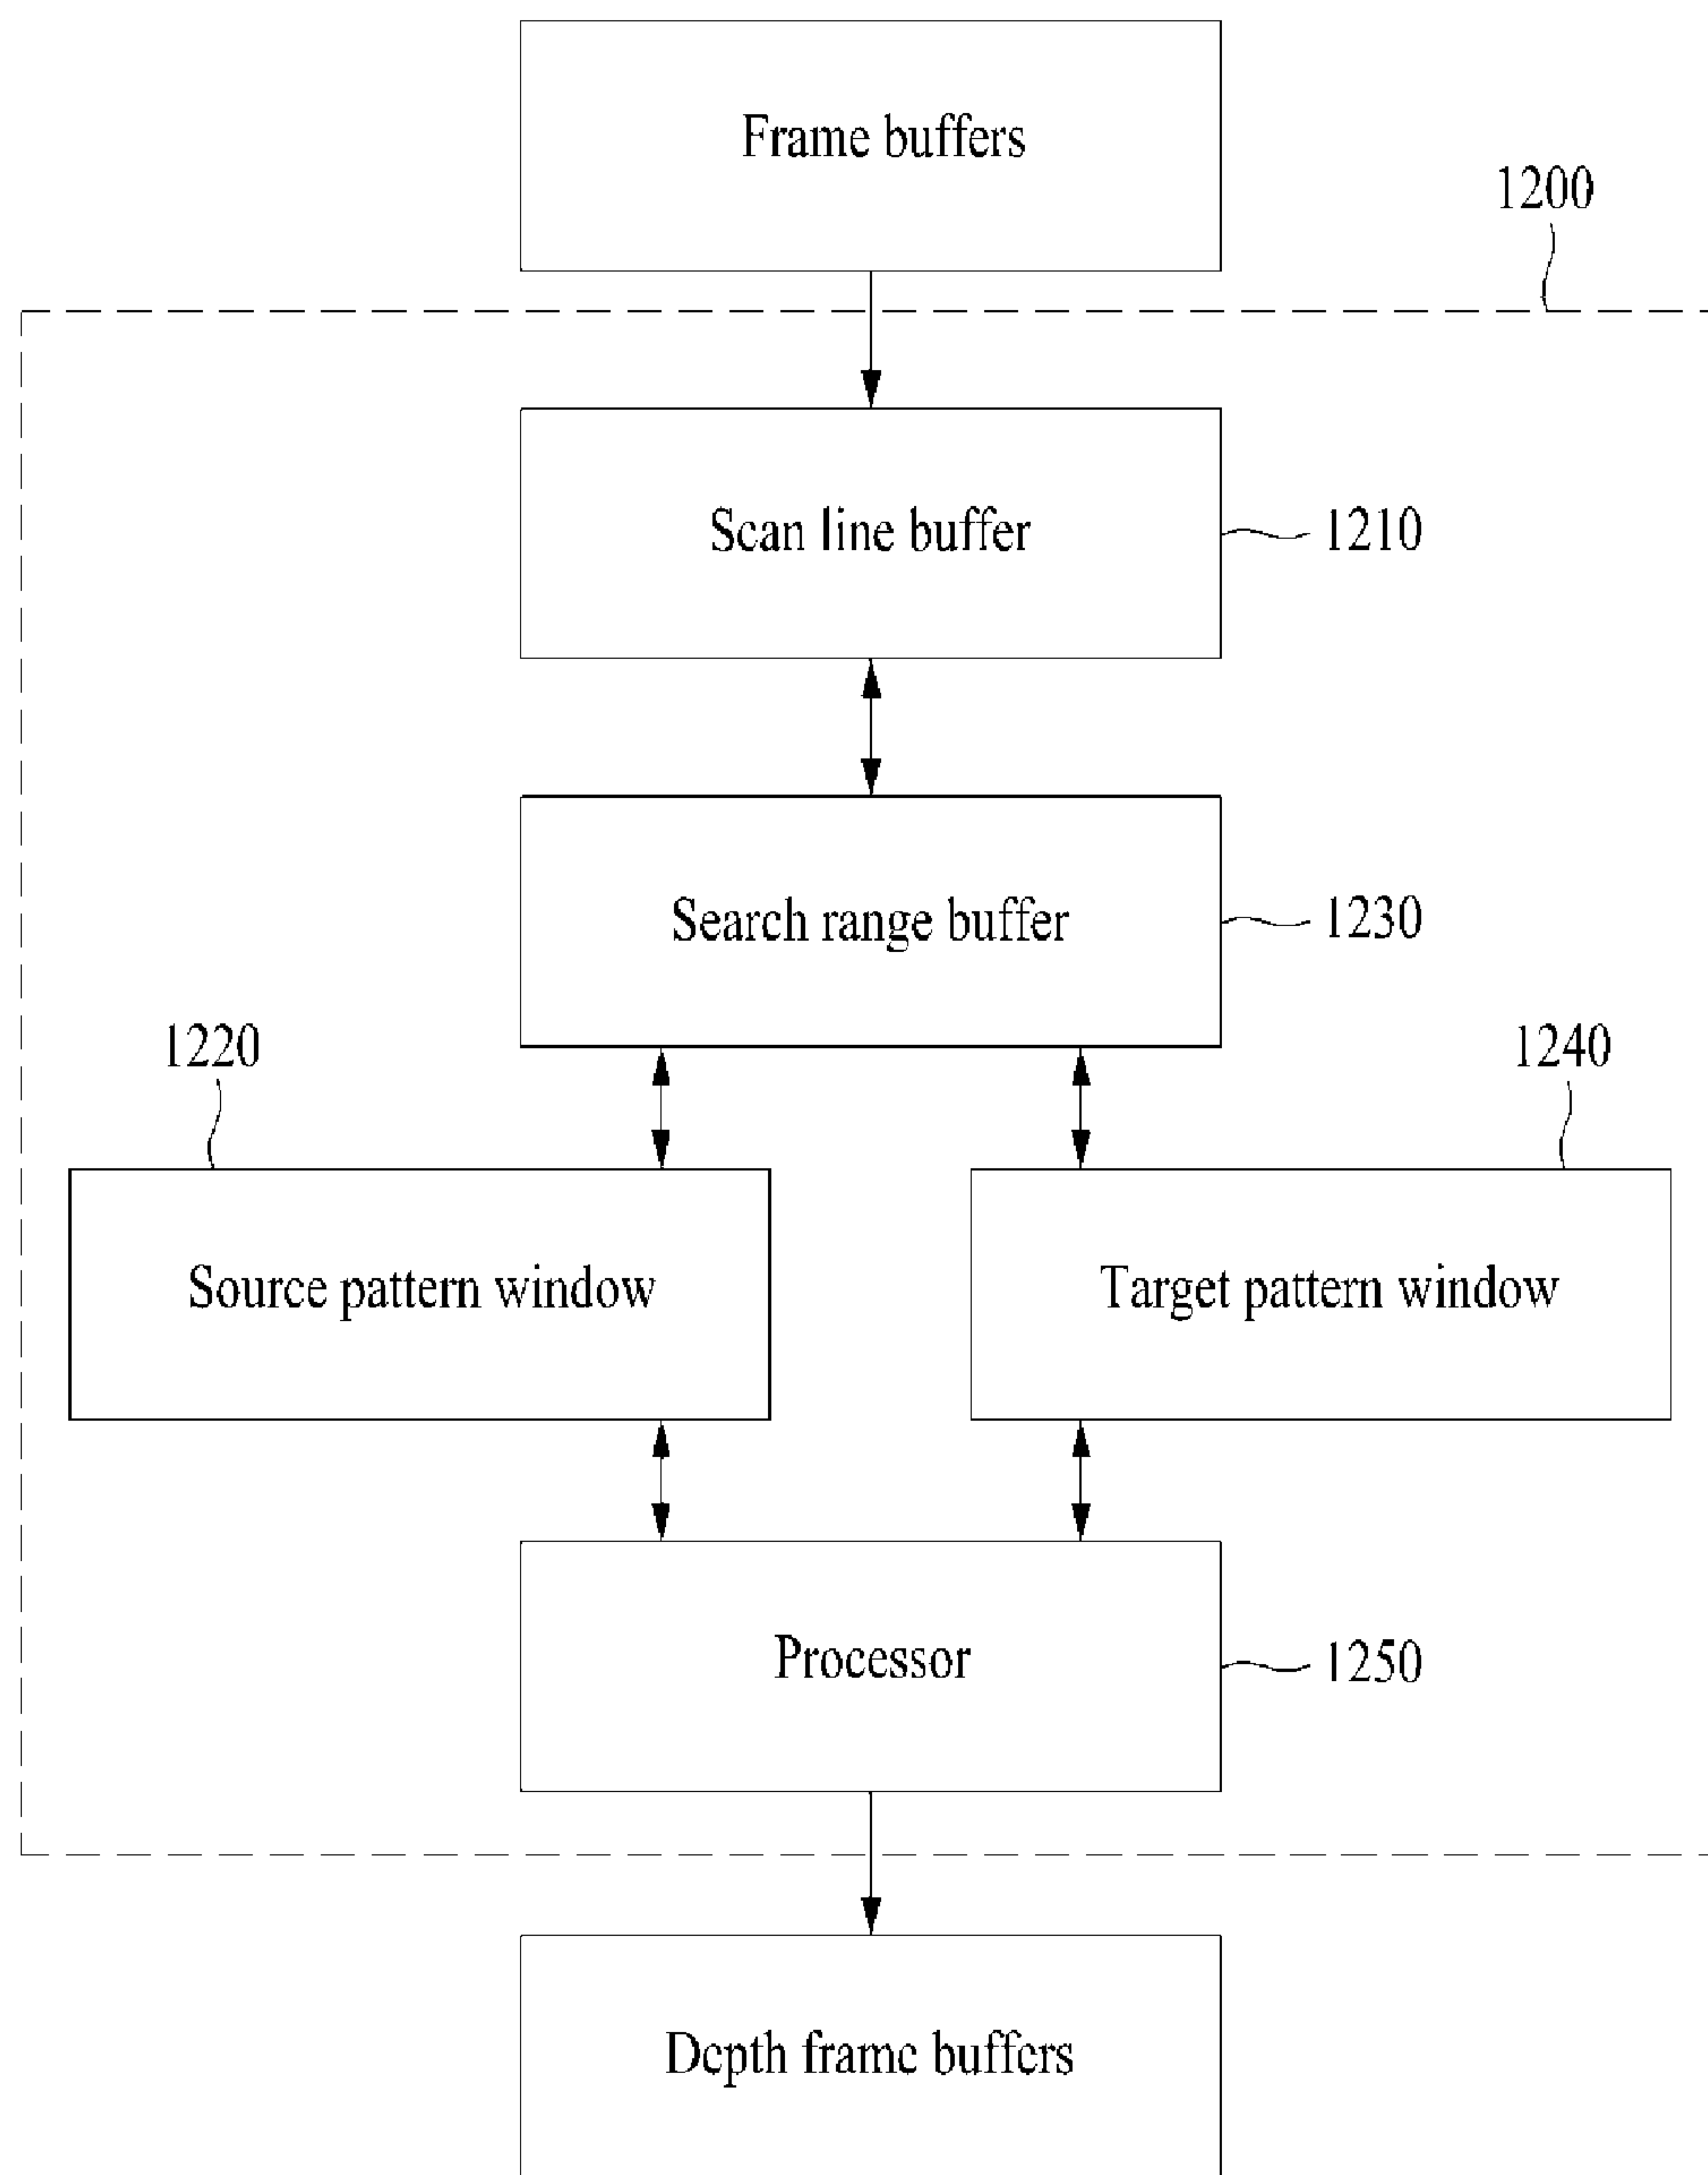 Frame buffers
1200
Scan line buffer
1210
Search range buffer
1230
1220
1240
Source pattern window
Target pattern window
Processor
1250
Depth frame buffers